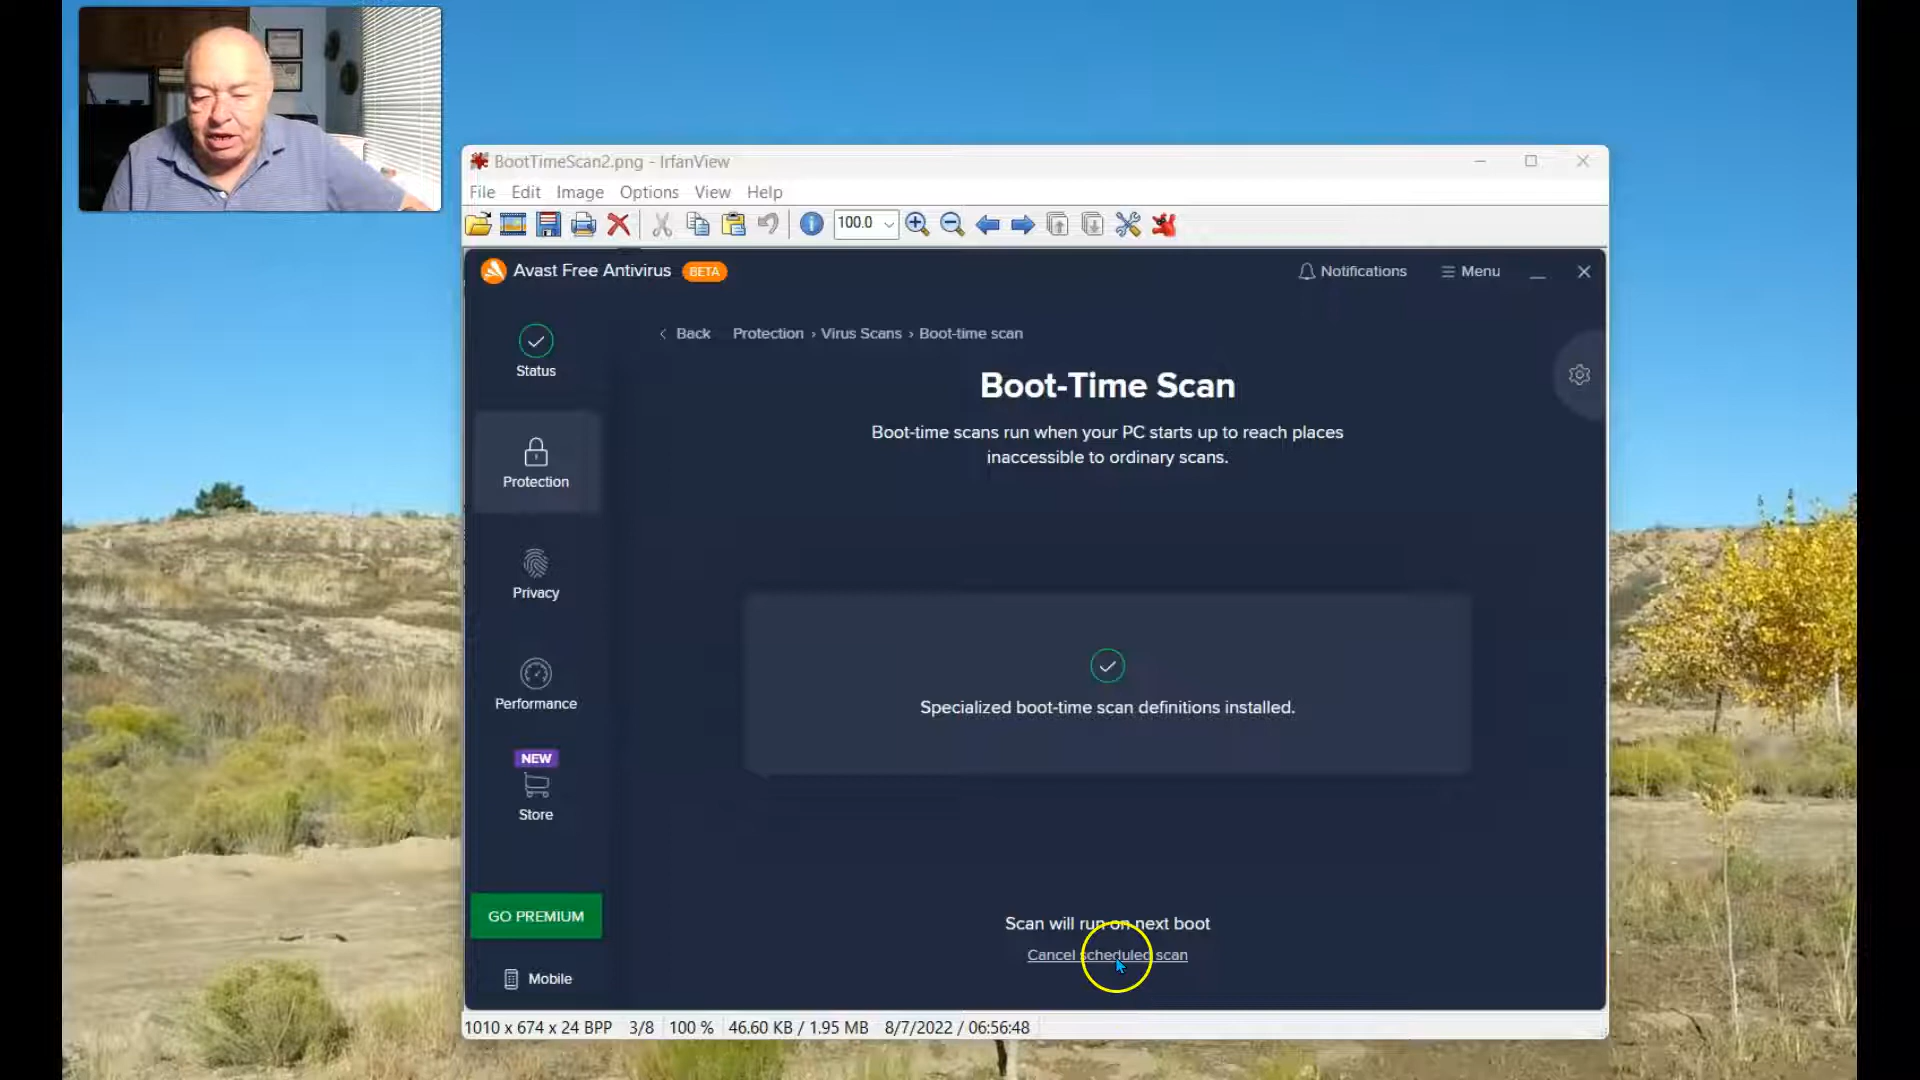 BootTimeScan2.png - IrfanView
File Edit Image Options View Help
100.0
Avast Free Antivirus BETA
Notifications
Menu
Status
Back Protection › Virus Scans › Boot-time scan
Boot-Time Scan
Boot-time scans run when your PC starts up to reach places
inaccessible to ordinary scans.
Protection
Privacy
Performance
NEW
Store
Specialized boot-time scan definitions installed.
GO PREMIUM
Scan will run on next boot
Cancel scheduled scan
Mobile
1010 x 674 x 24 BPP 3/8 100 % 46.60 KB / 1.95 MB 8/7/2022 / 06:56:48